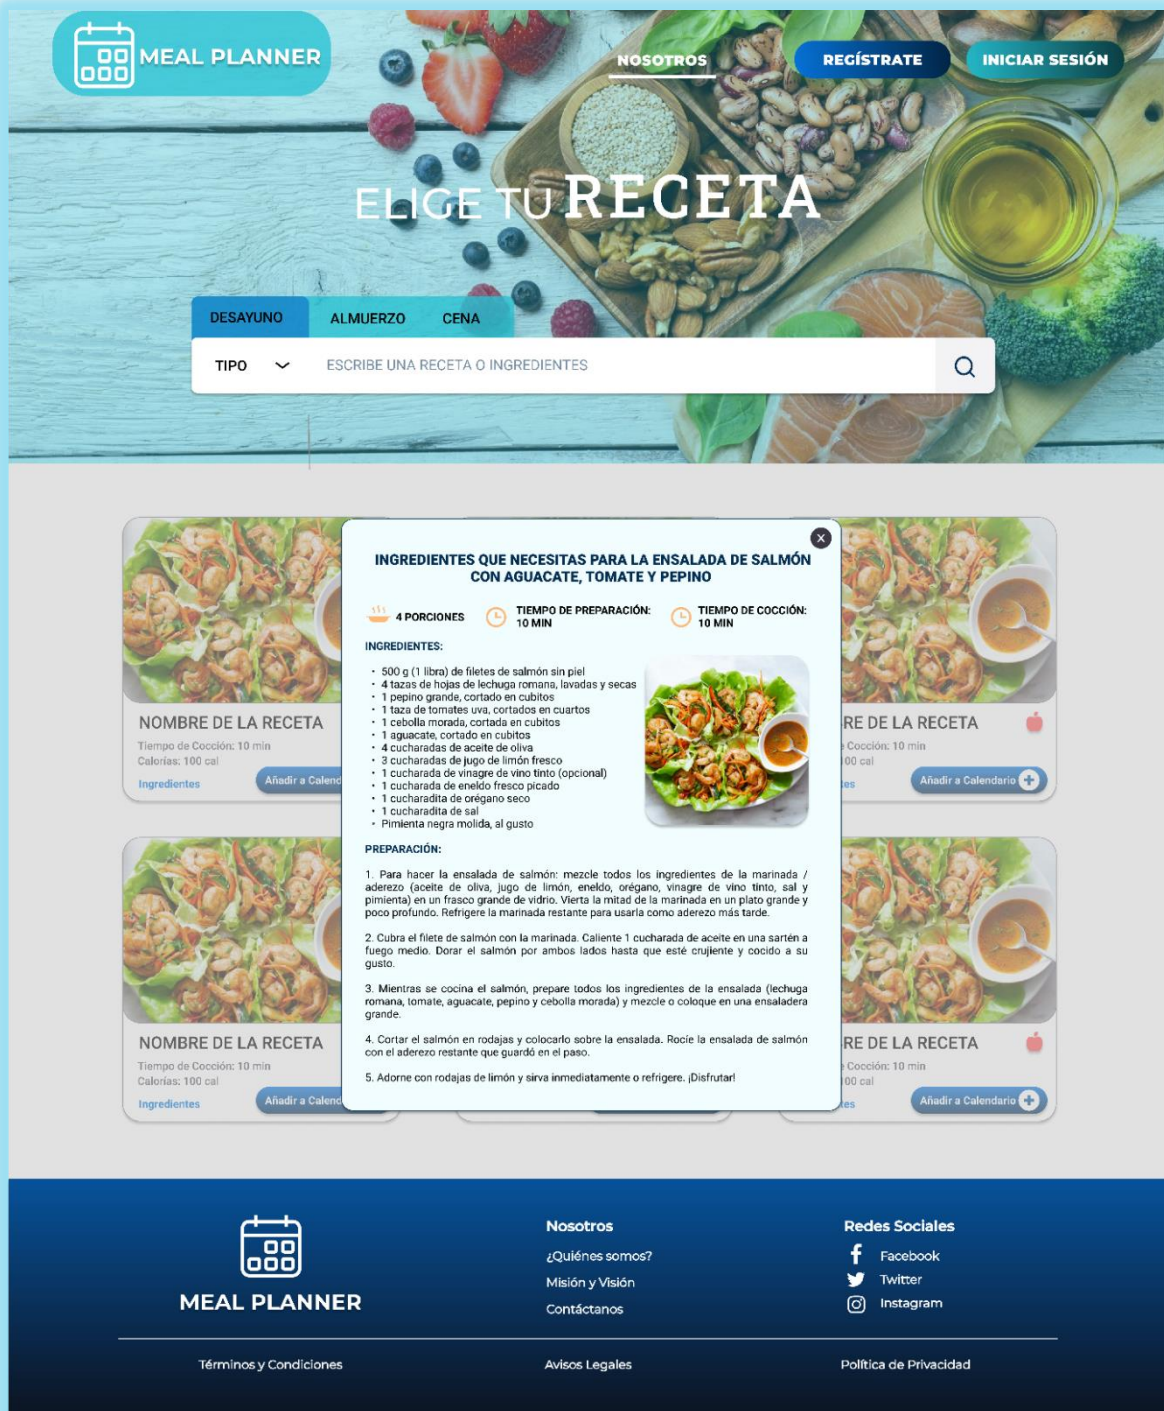 MEAL PLANNER
NOSOTROS
REGÍSTRATE
INICIAR SESIÓN
ELIGE TU RECETA
DESAYUNO
ALMUERZO
CENA
TIPO
ESCRIBE UNA RECETA O INGREDIENTES
INGREDIENTES QUE NECESITAS PARA LA ENSALADA DE SALMÓN
CON AGUACATE, TOMATE Y PEPINO
4 PORCIONES
TIEMPO DE PREPARACIÓN:
10 MIN
TIEMPO DE COCCIÓN:
10 MIN
INGREDIENTES:
• 500 g (1 libra) de filetes de salmón sin piel
• 4 tazas de hojas de lechuga romana, lavadas y secas
• 1 pepino grande, cortado en cubitos
• 1 taza de tomates uva, cortados en cuartos
• 1 cebolla morada, cortada en cubitos
• 1 aguacate, cortado en cubitos
• 4 cucharadas de aceite de oliva
• 3 cucharadas de jugo de limón fresco
• 1 cucharada de vinagre de vino tinto (opcional)
• 1 cucharada de eneldo fresco picado
• 1 cucharadita de orégano seco
• 1 cucharadita de sal
• Pimienta negra molida, al gusto
PREPARACIÓN:
1. Para hacer la ensalada de salmón: mezcle todos los ingredientes de la marinada /
aderezo (aceite de oliva, jugo de limón, eneldo, orégano, vinagre de vino tinto, sal y
pimienta) en un frasco grande de vidrio. Vierta la mitad de la marinada en un plato grande y
poco profundo. Refrigere la marinada restante para usarla como aderezo más tarde.
2. Cubra el filete de salmón con la marinada. Caliente 1 cucharada de aceite en una sartén a
fuego medio. Dorar el salmón por ambos lados hasta que esté crujiente y cocido a su
gusto.
3. Mientras se cocina el salmón, prepare todos los ingredientes de la ensalada (lechuga
romana, tomate, aguacate, pepino y cebolla morada) y mezcle o coloque en una ensaladera
grande.
4. Cortar el salmón en rodajas y colocarlo sobre la ensalada. Rocíe la ensalada de salmón
con el aderezo restante que guardó en el paso.
5. Adorne con rodajas de limón y sirva inmediatamente o refrigere. ¡Disfrutar!
NOMBRE DE LA RECETA
Tiempo de Cocción: 10 min
Calorías: 100 cal
Ingredientes
Añadir a Calend
RE DE LA RECETA
Cocción: 10 min
00 cal
tes
Añadir a Calendario
NOMBRE DE LA RECETA
Tiempo de Cocción: 10 min
Calorías: 100 cal
Ingredientes
Añadir a Calend
RE DE LA RECETA
Cocción: 10 min
00 cal
tes
Añadir a Calendario
MEAL PLANNER
Nosotros
¿Quiénes somos?
Misión y Visión
Contáctanos
Redes Sociales
Facebook
Twitter
Instagram
Términos y Condiciones
Avisos Legales
Política de Privacidad